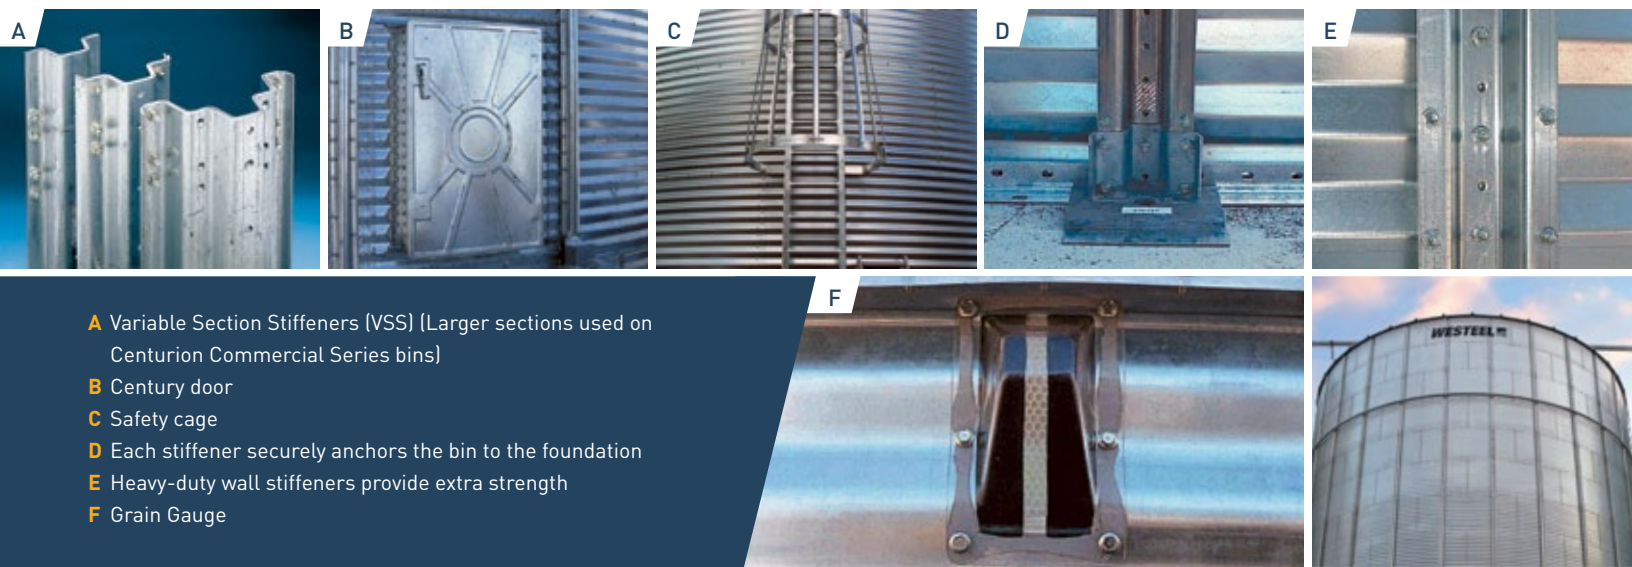 A
B
C
D
E
A Variable Section Stiffeners (VSS) (Larger sections used on
Centurion Commercial Series bins)
B Century door
C Safety cage
D Each stiffener securely anchors the bin to the foundation
E Heavy-duty wall stiffeners provide extra strength
F Grain Gauge
F
WESTEEL